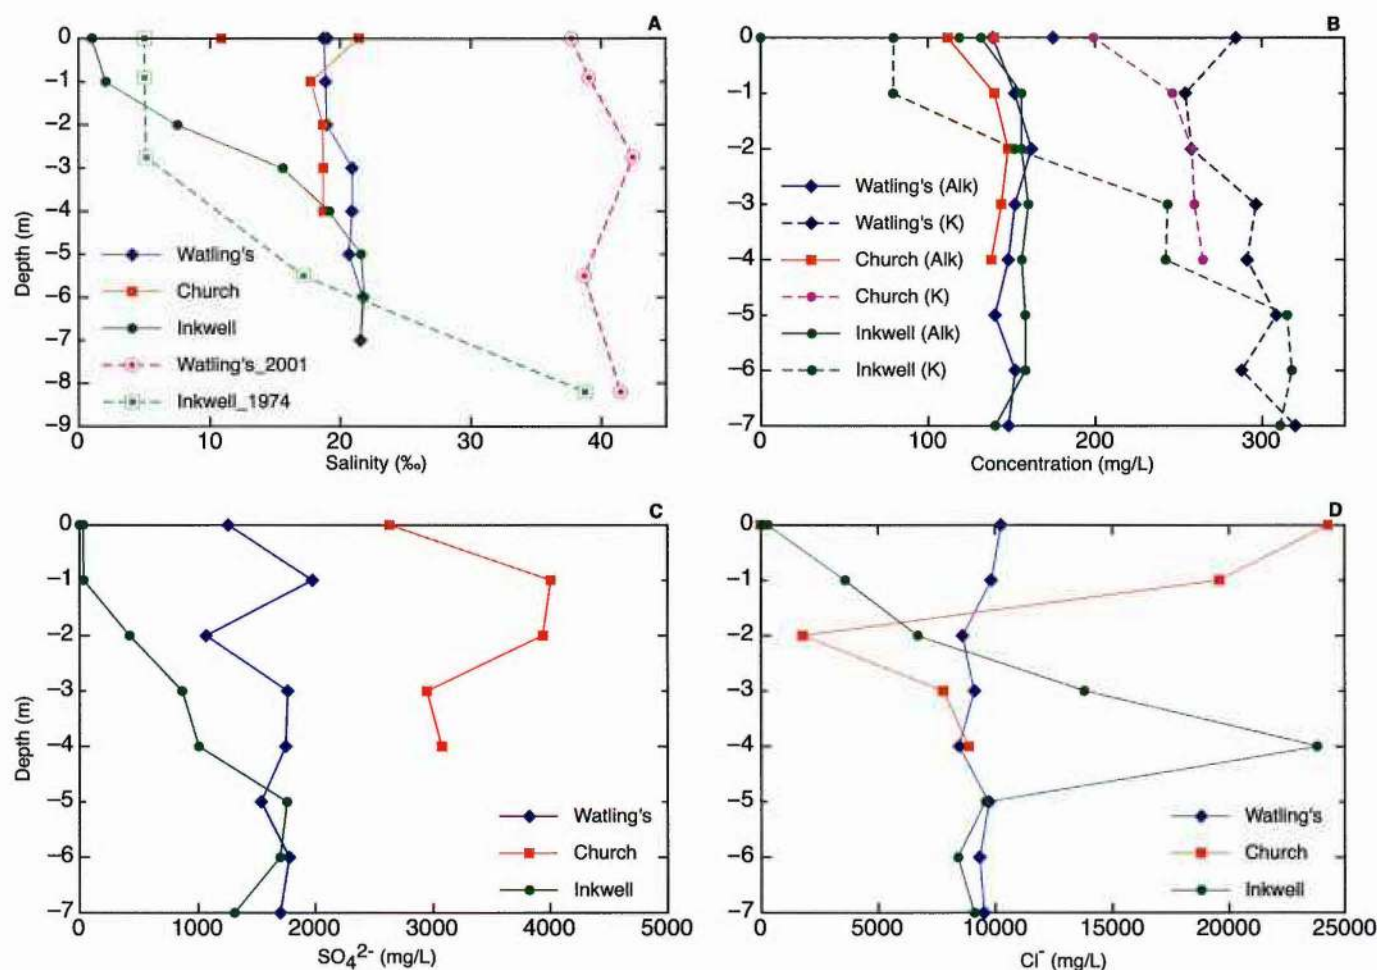 A
0
−1
−2
−3
−4
−5
−6
−7
−8
−9
Depth (m)
Watling's
Church
Inkwell
Watling's_2001
Inkwell_1974
0 10 20 30 40
Salinity (‰)
B
0
−1
−2
−3
−4
−5
−6
−7
Watling's (Alk)
Watling's (K)
Church (Alk)
Church (K)
Inkwell (Alk)
Inkwell (K)
0 100 200 300
Concentration (mg/L)
C
0
−1
−2
−3
−4
−5
−6
−7
Depth (m)
Watling's
Church
Inkwell
0 1000 2000 3000 4000 5000
SO₄²⁻ (mg/L)
D
0
−1
−2
−3
−4
−5
−6
−7
Watling's
Church
Inkwell
0 5000 10000 15000 20000 25000
Cl⁻ (mg/L)